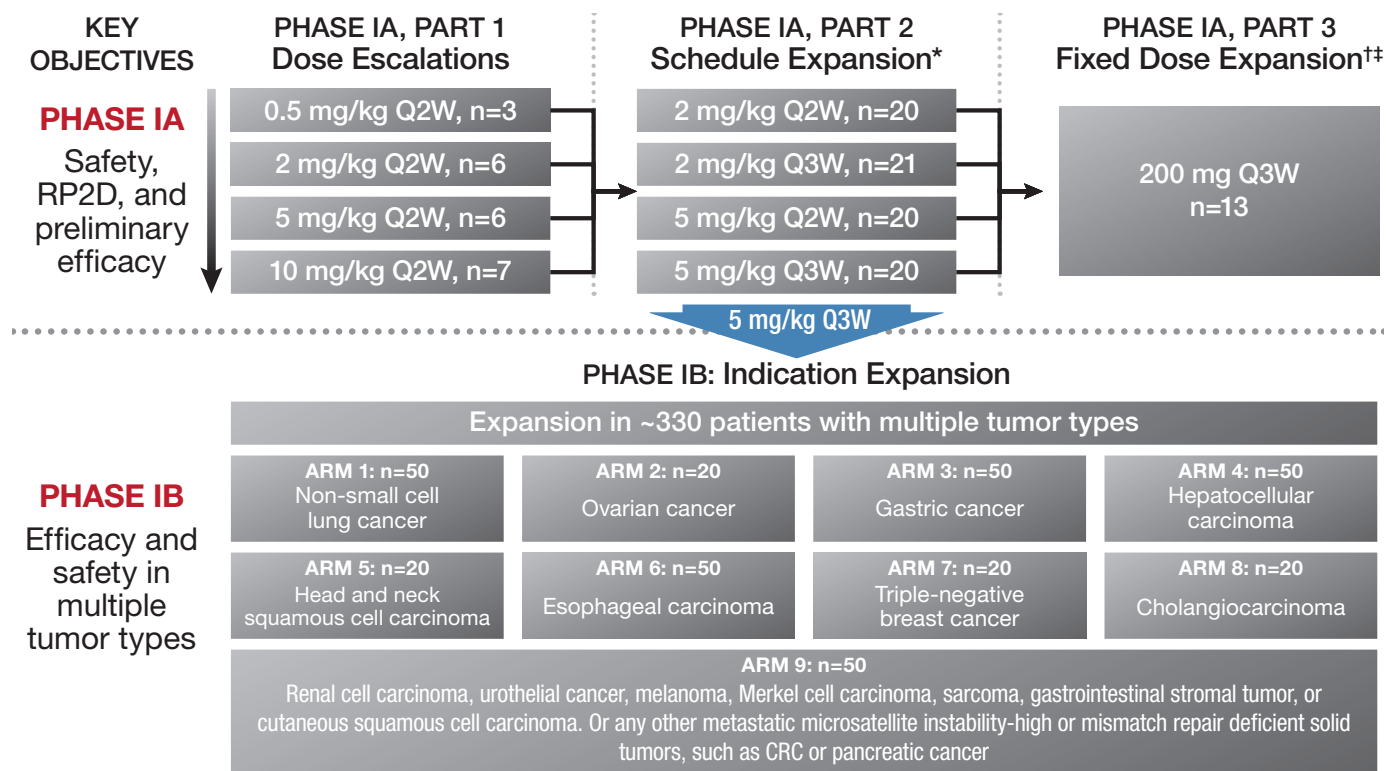 KEY
OBJECTIVES
PHASE IA, PART 1
Dose Escalations
PHASE IA, PART 2
Schedule Expansion*
PHASE IA, PART 3
Fixed Dose Expansion†‡
PHASE IA
Safety,
RP2D, and
preliminary
efficacy
0.5 mg/kg Q2W, n=3
2 mg/kg Q2W, n=6
5 mg/kg Q2W, n=6
10 mg/kg Q2W, n=7
2 mg/kg Q2W, n=20
2 mg/kg Q3W, n=21
5 mg/kg Q2W, n=20
5 mg/kg Q3W, n=20
200 mg Q3W
n=13
5 mg/kg Q3W
PHASE IB: Indication Expansion
Expansion in ~330 patients with multiple tumor types
PHASE IB
Efficacy and
safety in
multiple
tumor types
ARM 1: n=50
Non-small cell
lung cancer
ARM 2: n=20
Ovarian cancer
ARM 3: n=50
Gastric cancer
ARM 4: n=50
Hepatocellular
carcinoma
ARM 5: n=20
Head and neck
squamous cell carcinoma
ARM 6: n=50
Esophageal carcinoma
ARM 7: n=20
Triple-negative
breast cancer
ARM 8: n=20
Cholangiocarcinoma
ARM 9: n=50
Renal cell carcinoma, urothelial cancer, melanoma, Merkel cell carcinoma, sarcoma, gastrointestinal stromal tumor, or
cutaneous squamous cell carcinoma. Or any other metastatic microsatellite instability-high or mismatch repair deficient solid
tumors, such as CRC or pancreatic cancer